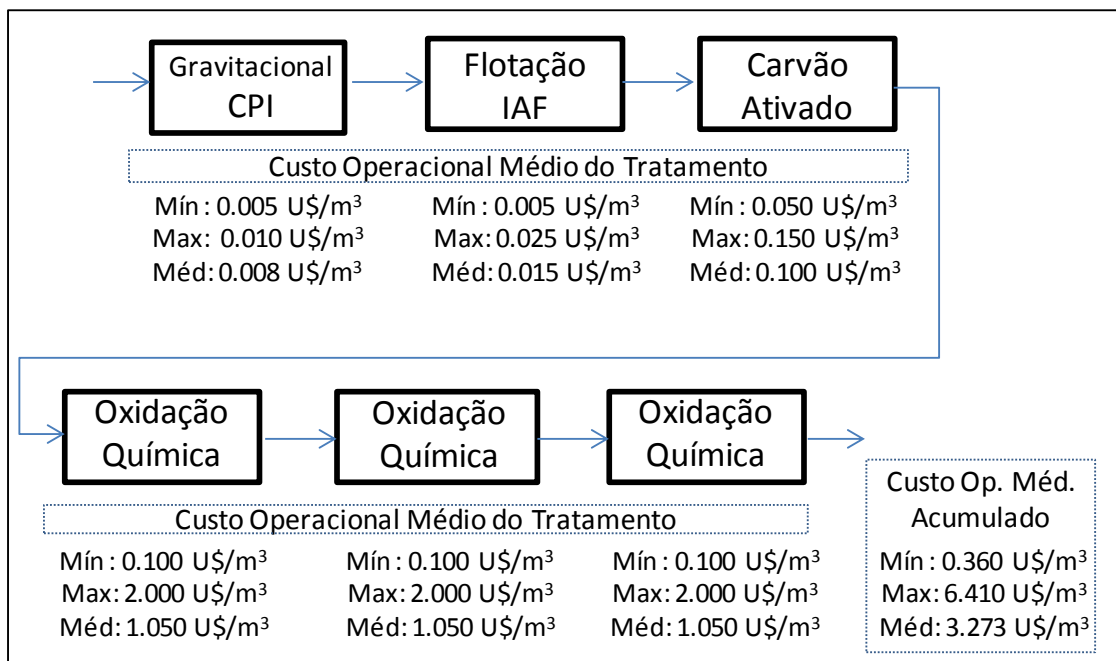 Gravitacional
CPI
Flotação
IAF
Carvão
Ativado
Custo Operacional Médio do Tratamento
Mín : 0.005 U$/m³
Max: 0.010 U$/m³
Méd: 0.008 U$/m³
Mín : 0.005 U$/m³
Max: 0.025 U$/m³
Méd: 0.015 U$/m³
Mín : 0.050 U$/m³
Max: 0.150 U$/m³
Méd: 0.100 U$/m³
Oxidação
Química
Oxidação
Química
Oxidação
Química
Custo Operacional Médio do Tratamento
Mín : 0.100 U$/m³
Max: 2.000 U$/m³
Méd: 1.050 U$/m³
Mín : 0.100 U$/m³
Max: 2.000 U$/m³
Méd: 1.050 U$/m³
Mín : 0.100 U$/m³
Max: 2.000 U$/m³
Méd: 1.050 U$/m³
Custo Op. Méd.
Acumulado
Mín : 0.360 U$/m³
Max: 6.410 U$/m³
Méd: 3.273 U$/m³